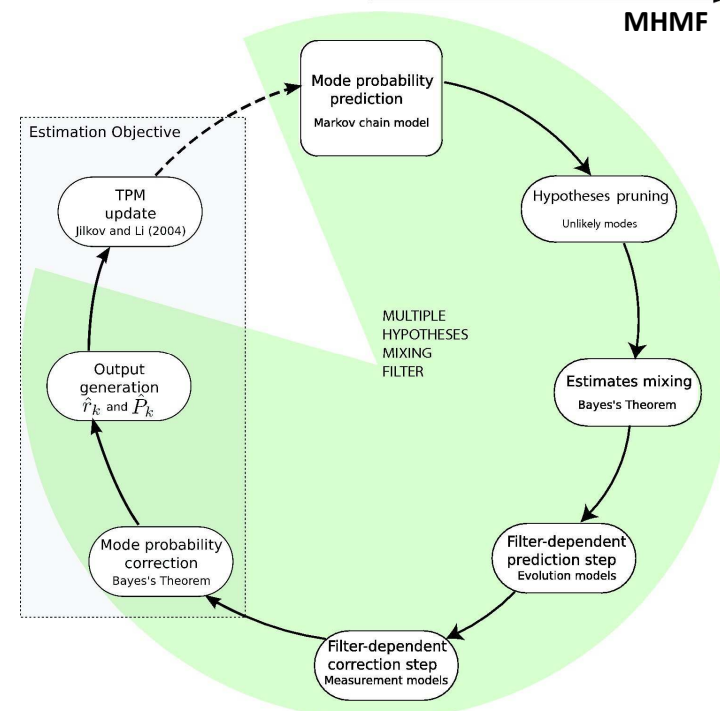 MHMF
Mode probability
prediction
Markov chain model
Hypotheses pruning
Unlikely modes
Estimates mixing
Bayes's Theorem
Filter-dependent
prediction step
Evolution models
Filter-dependent
correction step
Measurement models
Mode probability
correction
Bayes's Theorem
Output
generation
r̂ₖ and P̂ₖ
TPM
update
Jilkov and Li (2004)
Estimation Objective
MULTIPLE
HYPOTHESES
MIXING
FILTER